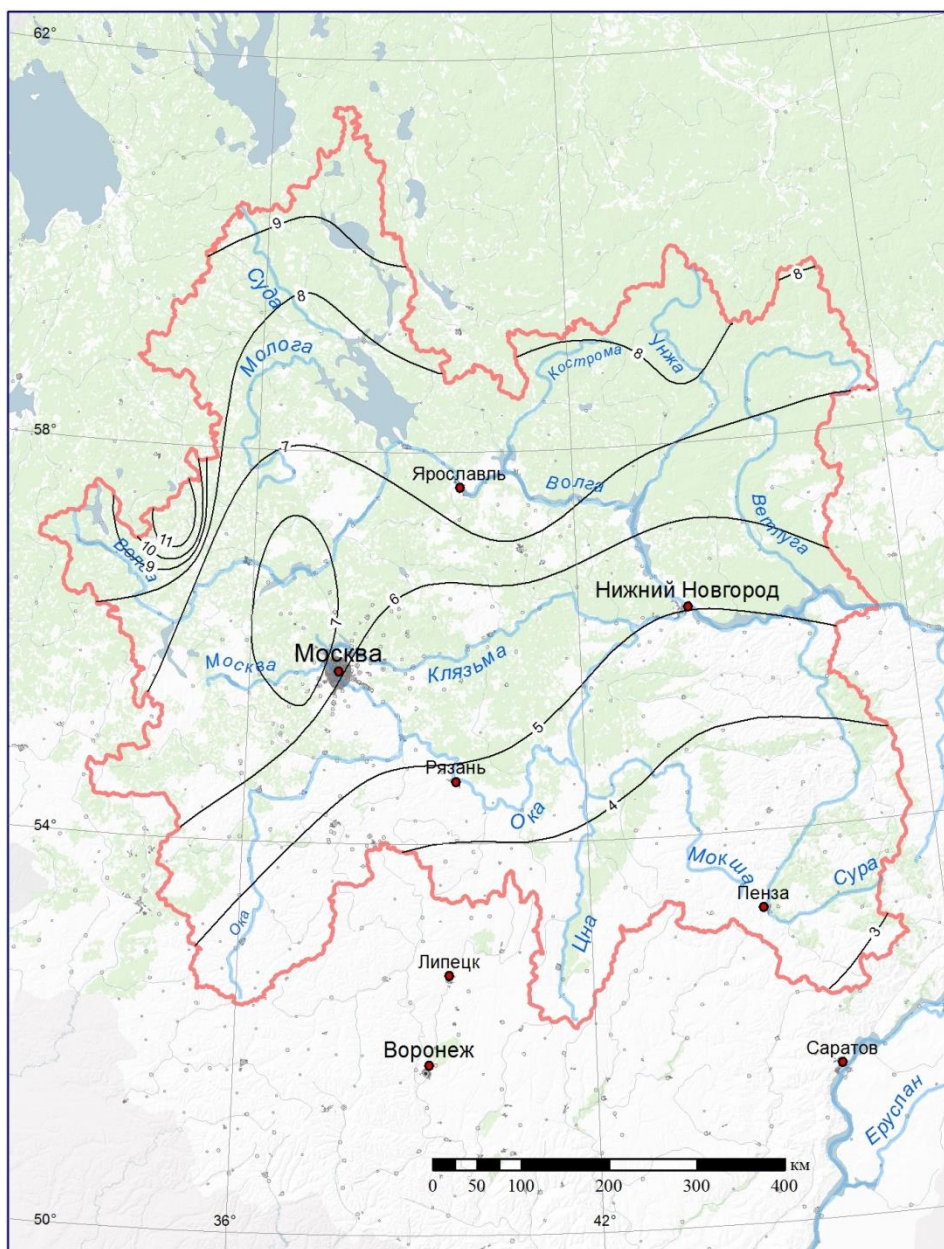 62°
9
Суда
8
8
Молога
Кострома
8
Унжа
58°
7
Ярославль
Волга
Ветлуга
11
10
9
Волга
6
Нижний Новгород
7
Москва
Москва
Клязьма
5
Рязань
Ока
4
54°
Мокша
Пенза
Сура
Ока
Цна
3
Липецк
Воронеж
Саратов
Еруслан
км
0 50 100 200 300 400
50°
36°
42°